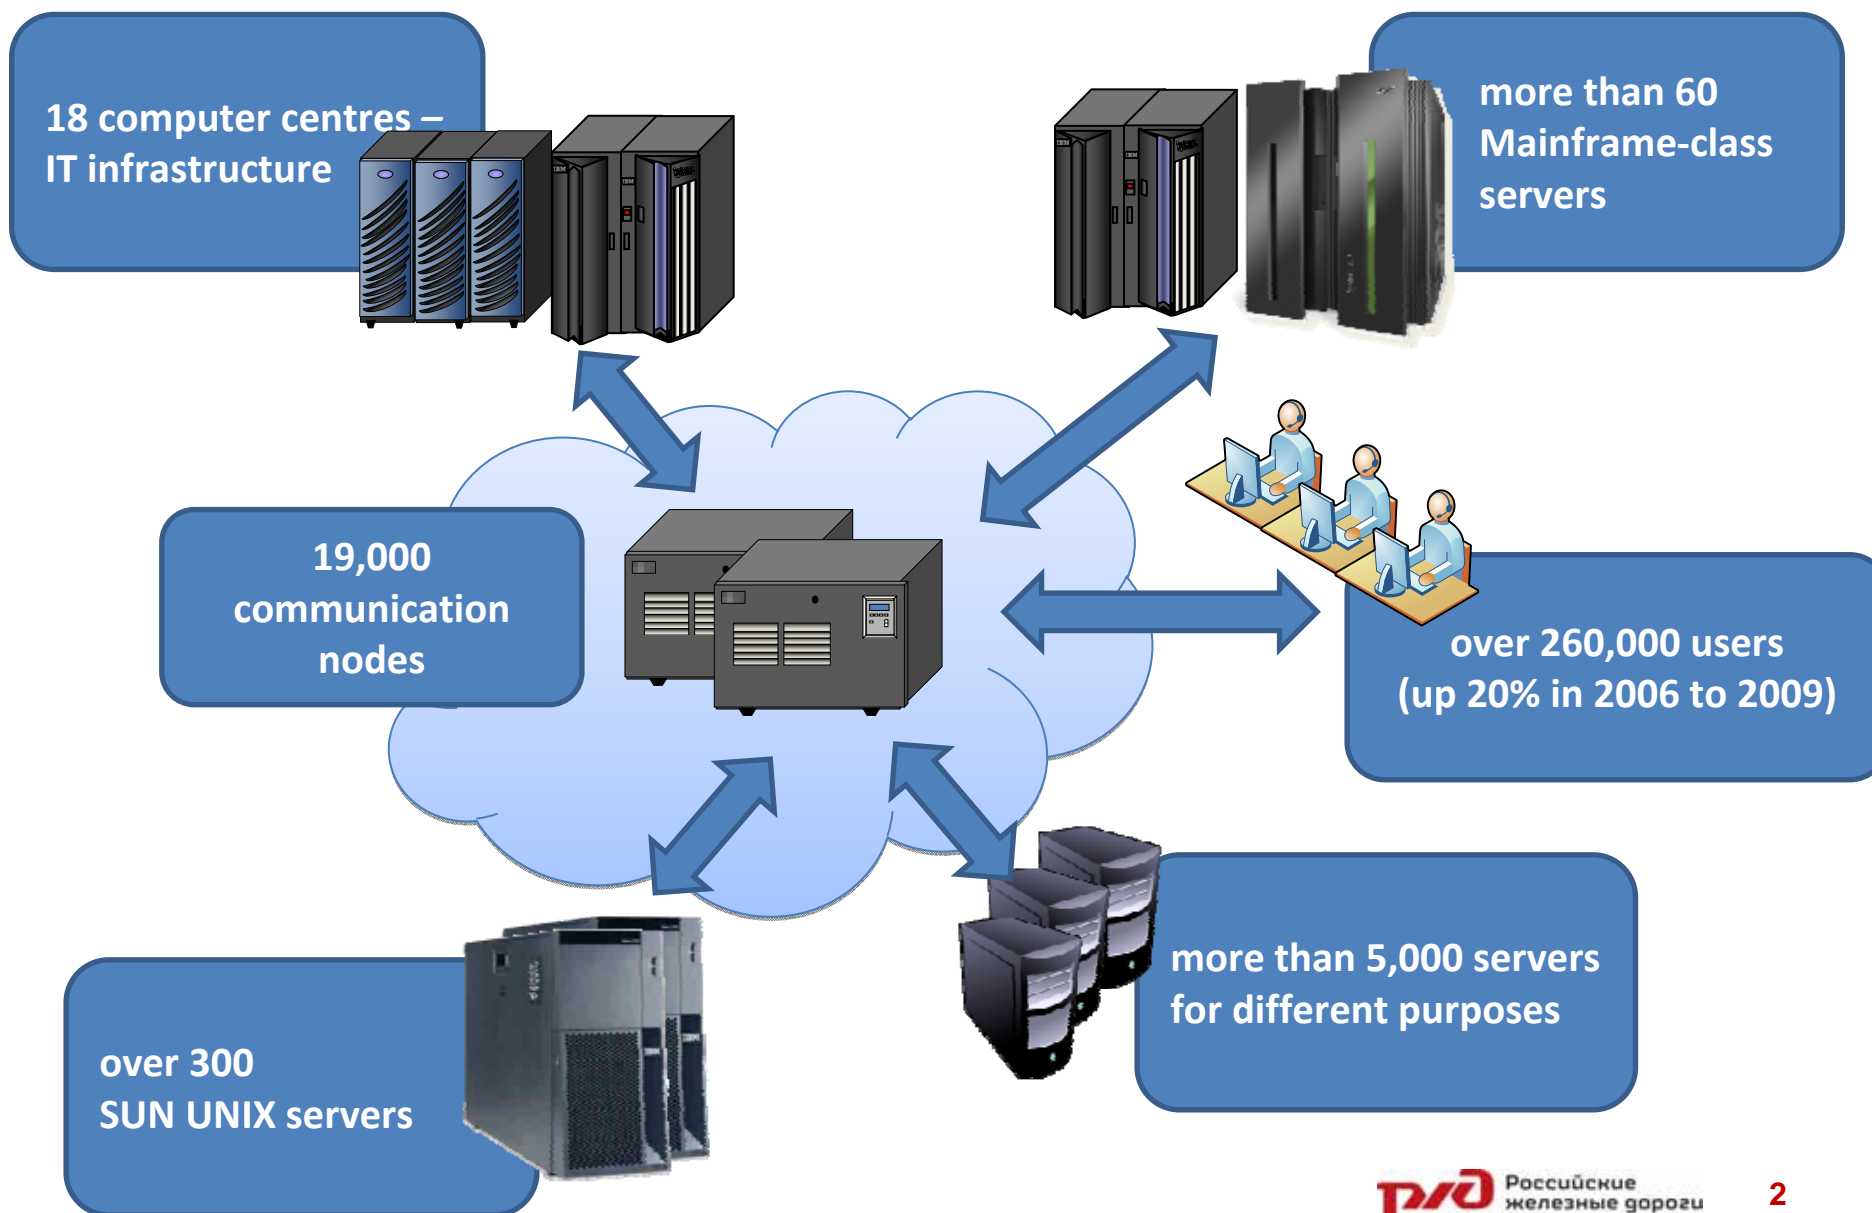 18 computer centres –
IT infrastructure
more than 60
Mainframe-class
servers
19,000
communication
nodes
over 260,000 users
(up 20% in 2006 to 2009)
more than 5,000 servers
for different purposes
over 300
SUN UNIX servers
ржд Российские
железные дороги
2